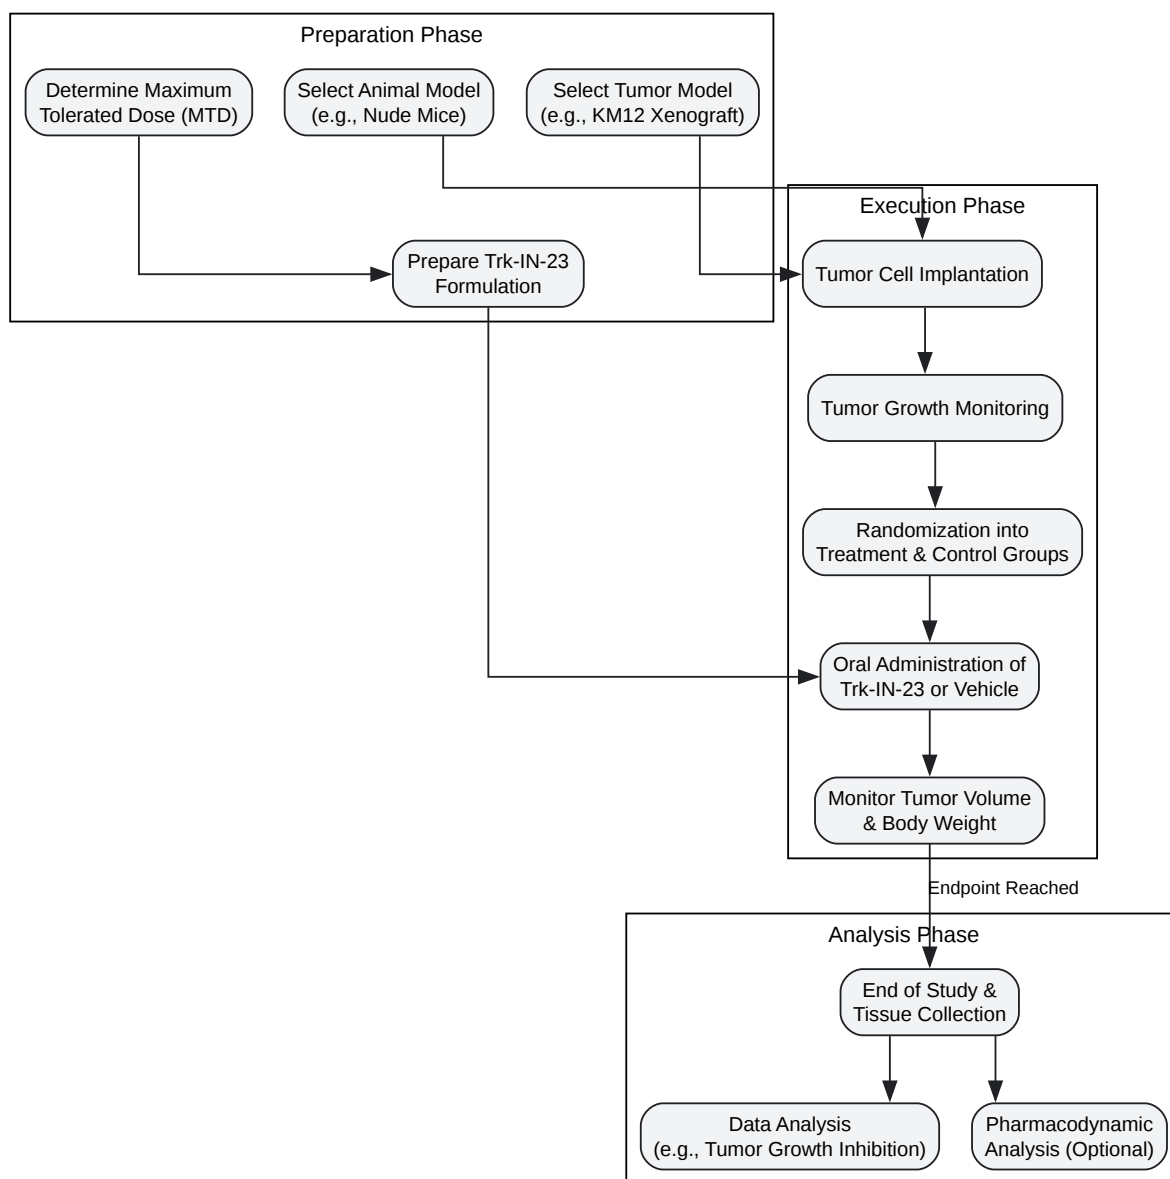 Preparation Phase
Determine Maximum
Tolerated Dose (MTD)
Select Animal Model
(e.g., Nude Mice)
Select Tumor Model
(e.g., KM12 Xenograft)
Prepare Trk-IN-23
Formulation
Execution Phase
Tumor Cell Implantation
Tumor Growth Monitoring
Randomization into
Treatment & Control Groups
Oral Administration of
Trk-IN-23 or Vehicle
Monitor Tumor Volume
& Body Weight
Endpoint Reached
Analysis Phase
End of Study &
Tissue Collection
Data Analysis
(e.g., Tumor Growth Inhibition)
Pharmacodynamic
Analysis (Optional)